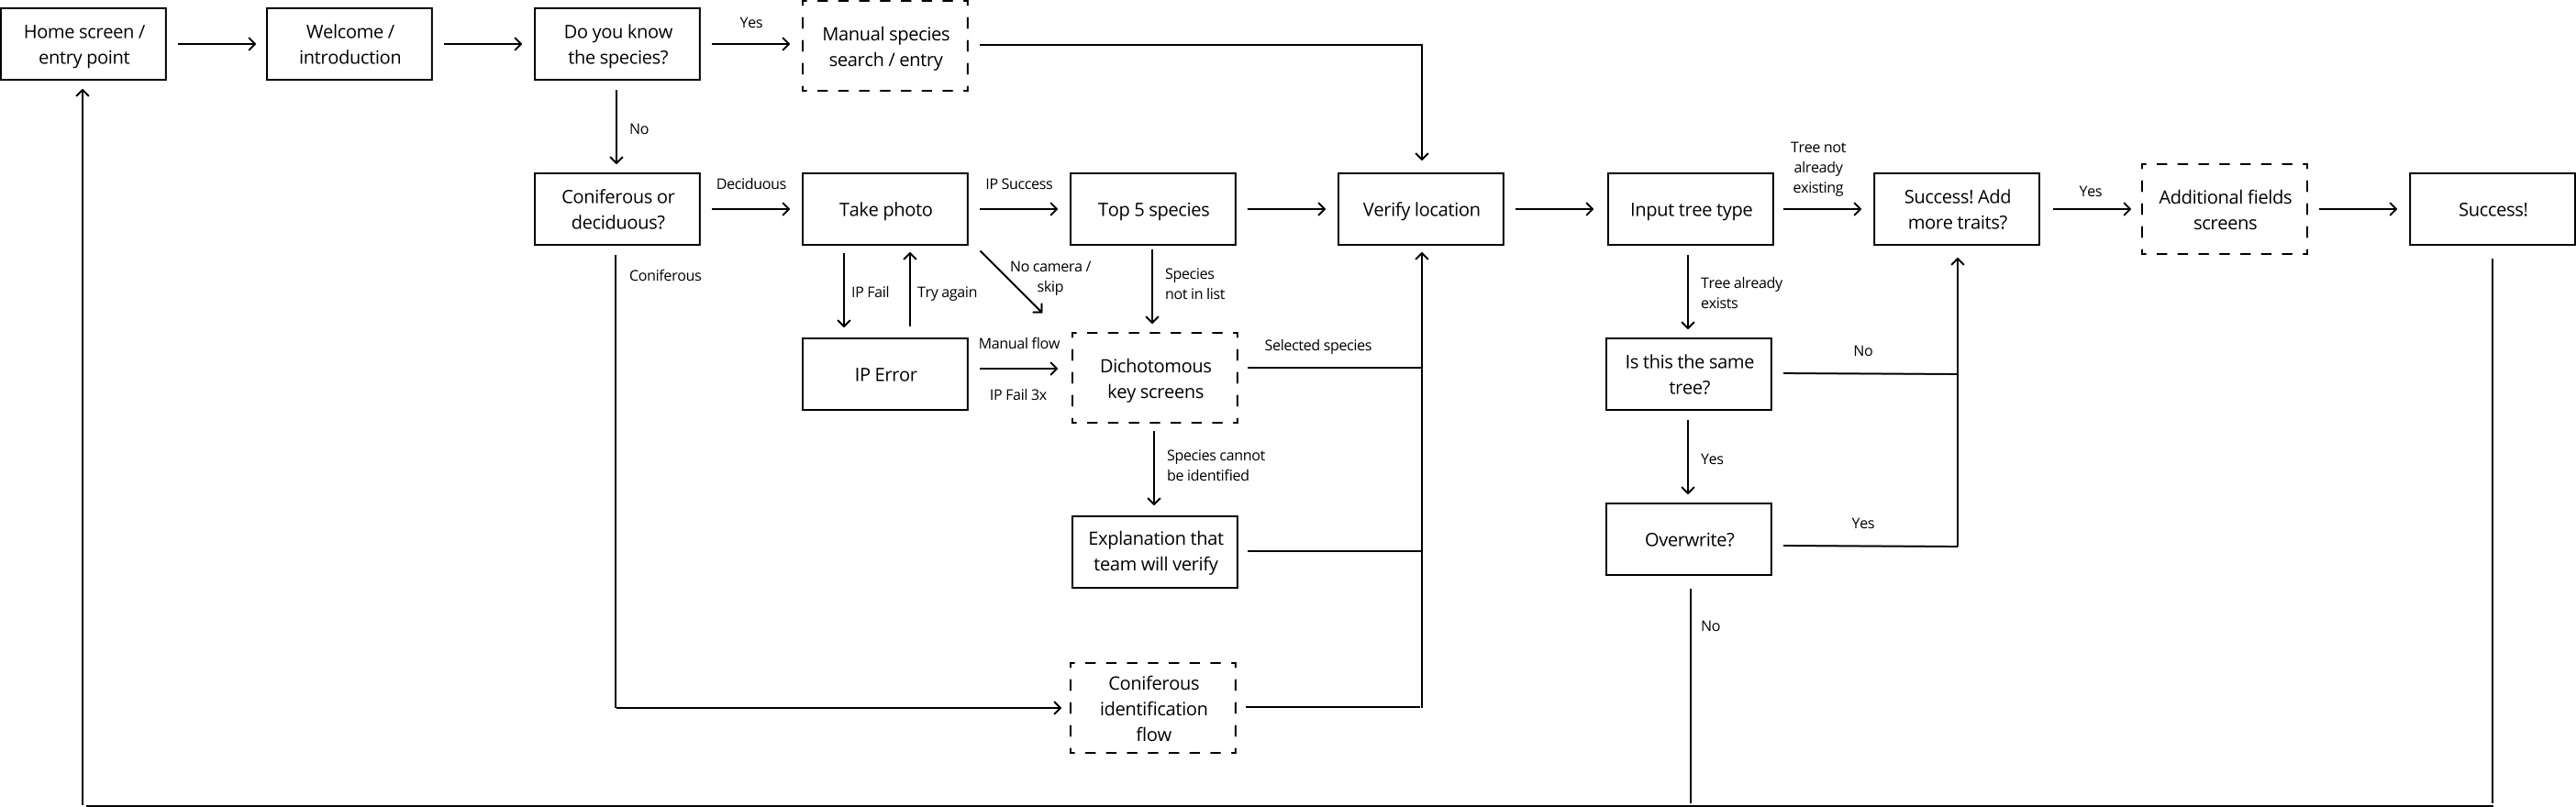 Home screen /
entry point
Welcome /
introduction
Do you know
the species?
Yes
Manual species
search / entry
No
Coniferous or
deciduous?
Deciduous
Take photo
IP Success
Top 5 species
Verify location
Input tree type
Tree not
already
existing
Success! Add
more traits?
Yes
Additional fields
screens
Success!
Coniferous
IP Fail
Try again
No camera /
skip
Species
not in list
Tree already
exists
IP Error
Manual flow
IP Fail 3x
Dichotomous
key screens
Selected species
Is this the same
tree?
No
Species cannot
be identified
Yes
Explanation that
team will verify
Overwrite?
Yes
No
Coniferous
identification
flow